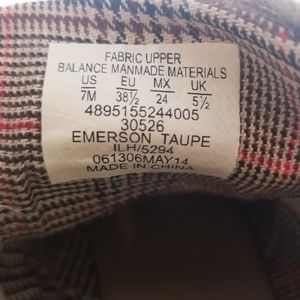 FABRIC UPPER
BALANCE MANMADE MATERIALS
US EU MX UK
7M 38½ 24 5½
4895155244005
30526
EMERSON TAUPE
ILH/5294
061306MAY14
MADE IN CHINA